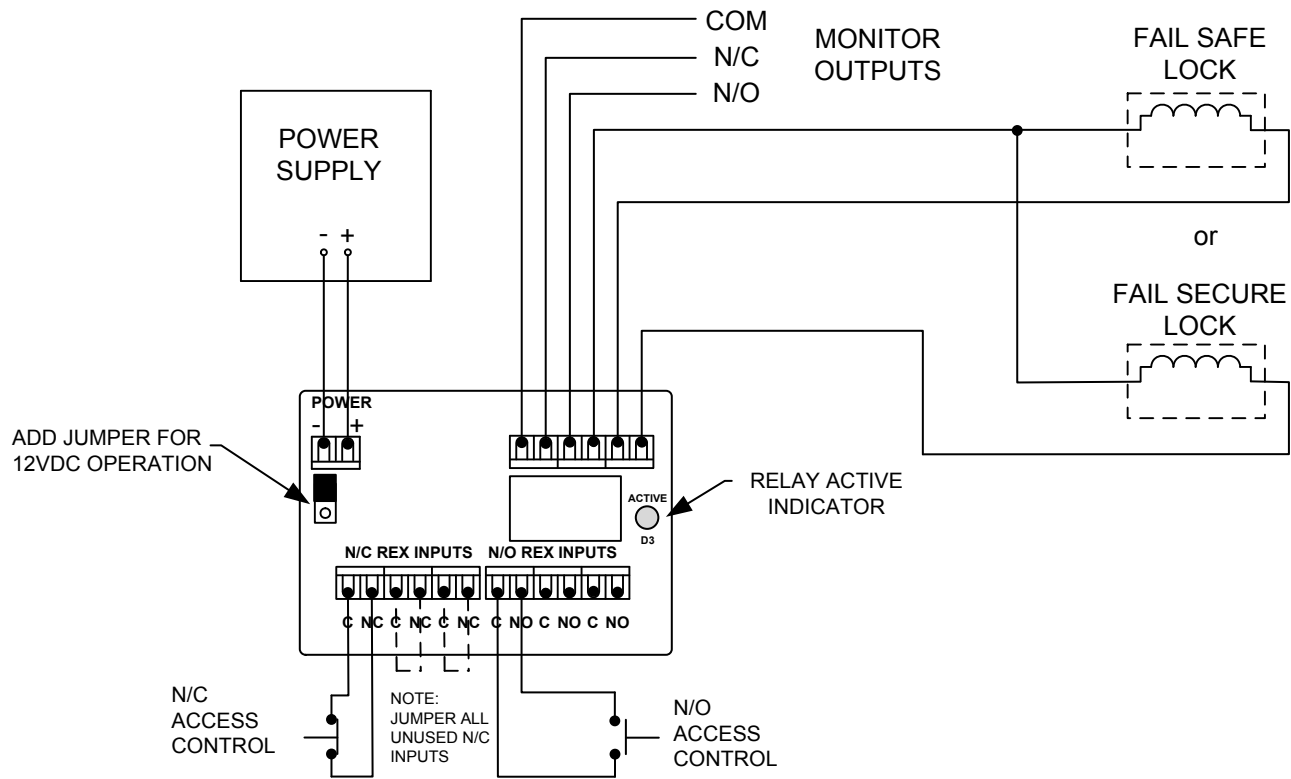 COM
N/C
N/O
MONITOR
OUTPUTS
FAIL SAFE
LOCK
POWER
SUPPLY
- +
or
FAIL SECURE
LOCK
POWER
- +
ADD JUMPER FOR
12VDC OPERATION
ACTIVE
D3
RELAY ACTIVE
INDICATOR
N/C REX INPUTS
N/O REX INPUTS
C NC C NC C NC
C NO C NO C NO
N/C
ACCESS
CONTROL
NOTE:
JUMPER ALL
UNUSED N/C
INPUTS
N/O
ACCESS
CONTROL